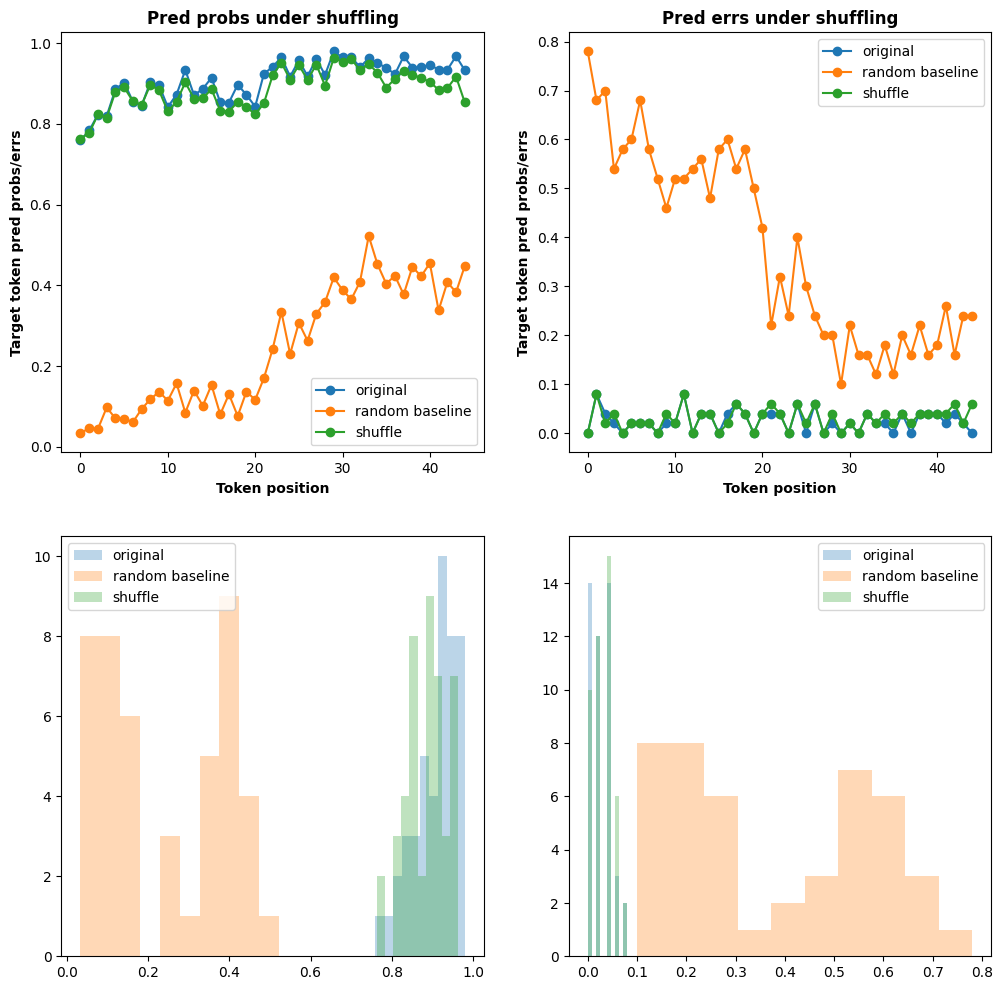 Pred probs under shuffling
Target token pred probs/errs
1.0
0.8
0.6
0.4
0.2
0.0
original
random baseline
shuffle
0 10 20 30 40
Token position
Pred errs under shuffling
Target token pred probs/errs
0.8
0.7
0.6
0.5
0.4
0.3
0.2
0.1
0.0
original
random baseline
shuffle
0 10 20 30 40
Token position
10
8
6
4
2
0
original
random baseline
shuffle
0.0 0.2 0.4 0.6 0.8 1.0
14
12
10
8
6
4
2
0
original
random baseline
shuffle
0.0 0.1 0.2 0.3 0.4 0.5 0.6 0.7 0.8